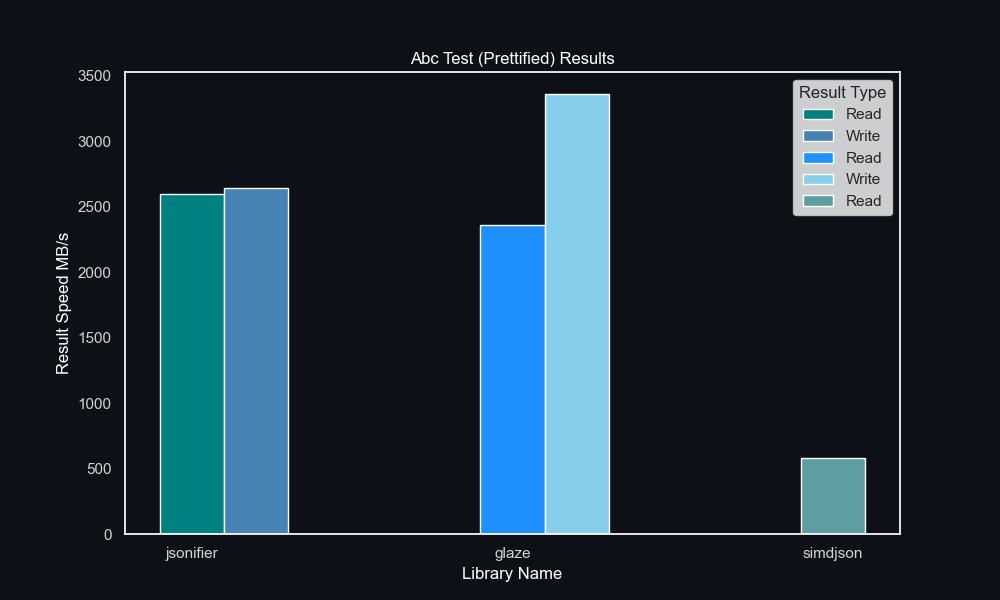 Abc Test (Prettified) Results
3500
3000
2500
2000
1500
1000
500
0
Result Speed MB/s
Result Type
Read
Write
Read
Write
Read
jsonifier
glaze
simdjson
Library Name